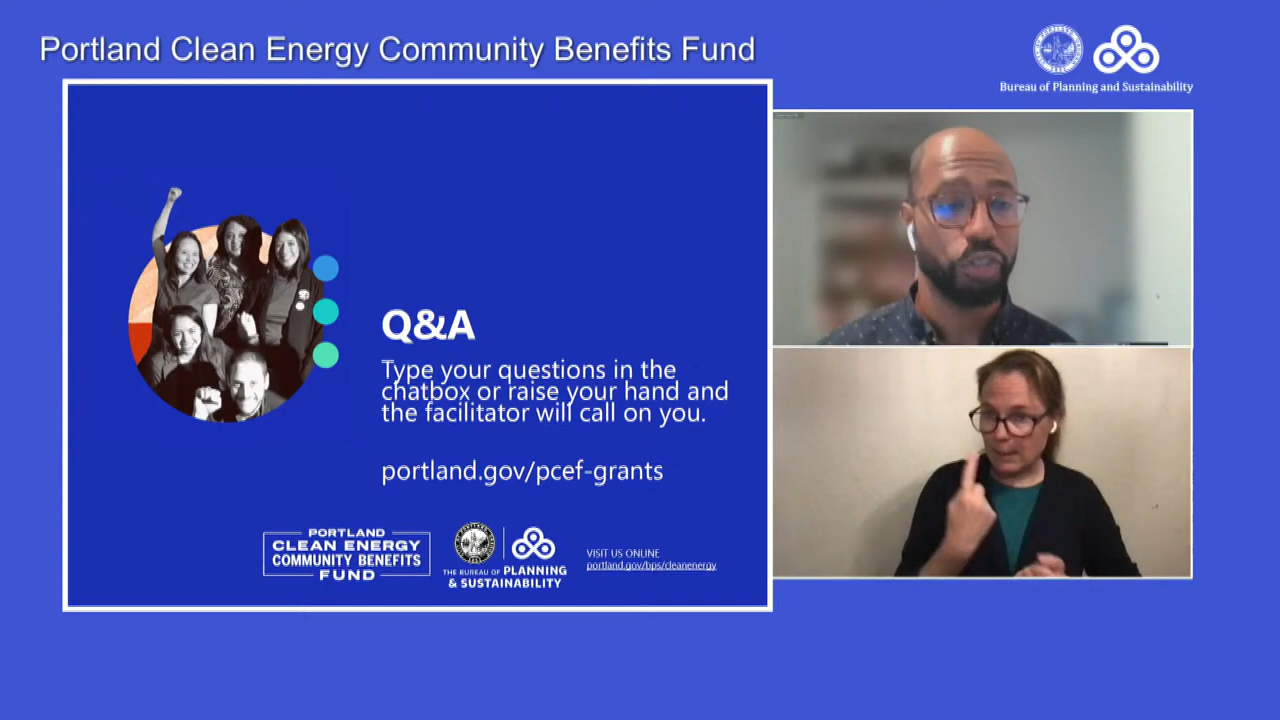 Portland Clean Energy Community Benefits Fund
Bureau of Planning and Sustainability
Q&A
Type your questions in the
chatbox or raise your hand and
the facilitator will call on you.
portland.gov/pcef-grants
PORTLAND
CLEAN ENERGY
COMMUNITY BENEFITS
FUND
THE BUREAU OF PLANNING
& SUSTAINABILITY
VISIT US ONLINE
portland.gov/bps/cleanenergy